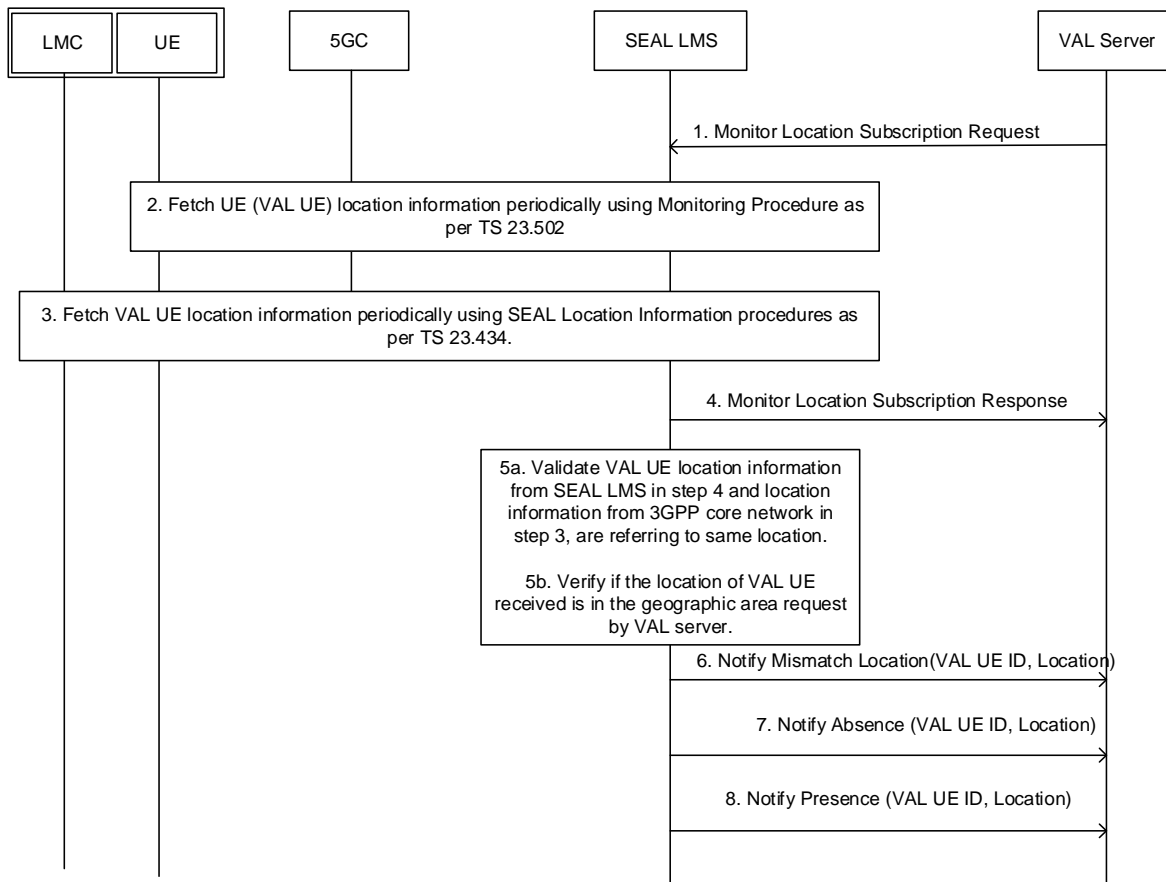 LMC
UE
5GC
SEAL LMS
VAL Server
1. Monitor Location Subscription Request
2. Fetch UE (VAL UE) location information periodically using Monitoring Procedure as
per TS 23.502
3. Fetch VAL UE location information periodically using SEAL Location Information procedures as
per TS 23.434.
4. Monitor Location Subscription Response
5a. Validate VAL UE location information
from SEAL LMS in step 4 and location
information from 3GPP core network in
step 3, are referring to same location.
5b. Verify if the location of VAL UE
received is in the geographic area request
by VAL server.
6. Notify Mismatch Location(VAL UE ID, Location)
7. Notify Absence (VAL UE ID, Location)
8. Notify Presence (VAL UE ID, Location)